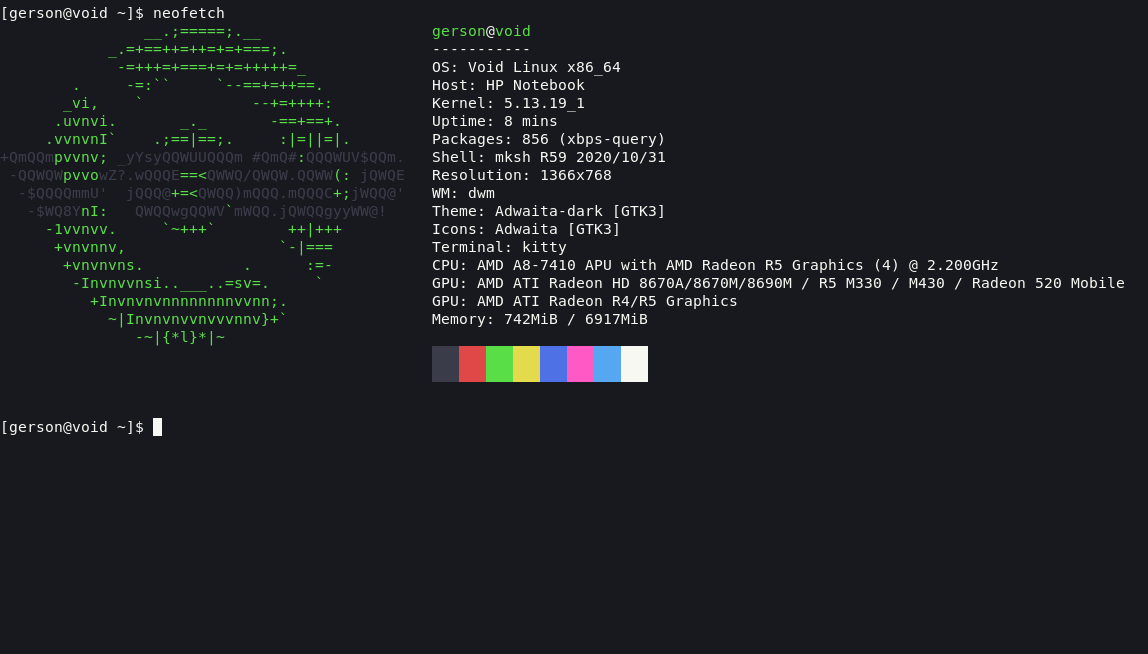 [gerson@void ~]$ neofetch
                __.;=====;.__                   gerson@void
            _.=+==++=++=+=+===;.                -----------
             -=+++=+===+=+=+++++=_              OS: Void Linux x86_64
        .     -=:``     `--==+=++==.            Host: HP Notebook
       _vi,    `            --+=++++:           Kernel: 5.13.19_1
      .uvnvi.       _._       -==+==+.          Uptime: 8 mins
     .vvnvnI`    .;==|==;.     :|=||=|.         Packages: 856 (xbps-query)
+QmQQmpvvnv; _yYsyQQWUUQQQm #QmQ#:QQQWUV$QQm.   Shell: mksh R59 2020/10/31
 -QQWQWpvvowZ?.wQQQE==<QWWQ/QWQW.QQWW(: jQWQE   Resolution: 1366x768
  -$QQQQmmU'  jQQQ@+=<QWQQ)mQQQ.mQQQC+;jWQQ@'   WM: dwm
   -$WQ8YnI:   QWQQwgQQWV`mWQQ.jQWQQgyyWW@!     Theme: Adwaita-dark [GTK3]
     -1vvnvv.     `~+++`        ++|+++          Icons: Adwaita [GTK3]
      +vnvnnv,                 `-|===           Terminal: kitty
       +vnvnvns.           .      :=-           CPU: AMD A8-7410 APU with AMD Radeon R5 Graphics (4) @ 2.200GHz
        -Invnvvnsi..___..=sv=.     `            GPU: AMD ATI Radeon HD 8670A/8670M/8690M / R5 M330 / M430 / Radeon 520 Mobile
          +Invnvnvnnnnnnnnvvnn;.                GPU: AMD ATI Radeon R4/R5 Graphics
            ~|Invnvnvvnvvvnnv}+`                Memory: 742MiB / 6917MiB
               -~|{*l}*|~
[gerson@void ~]$